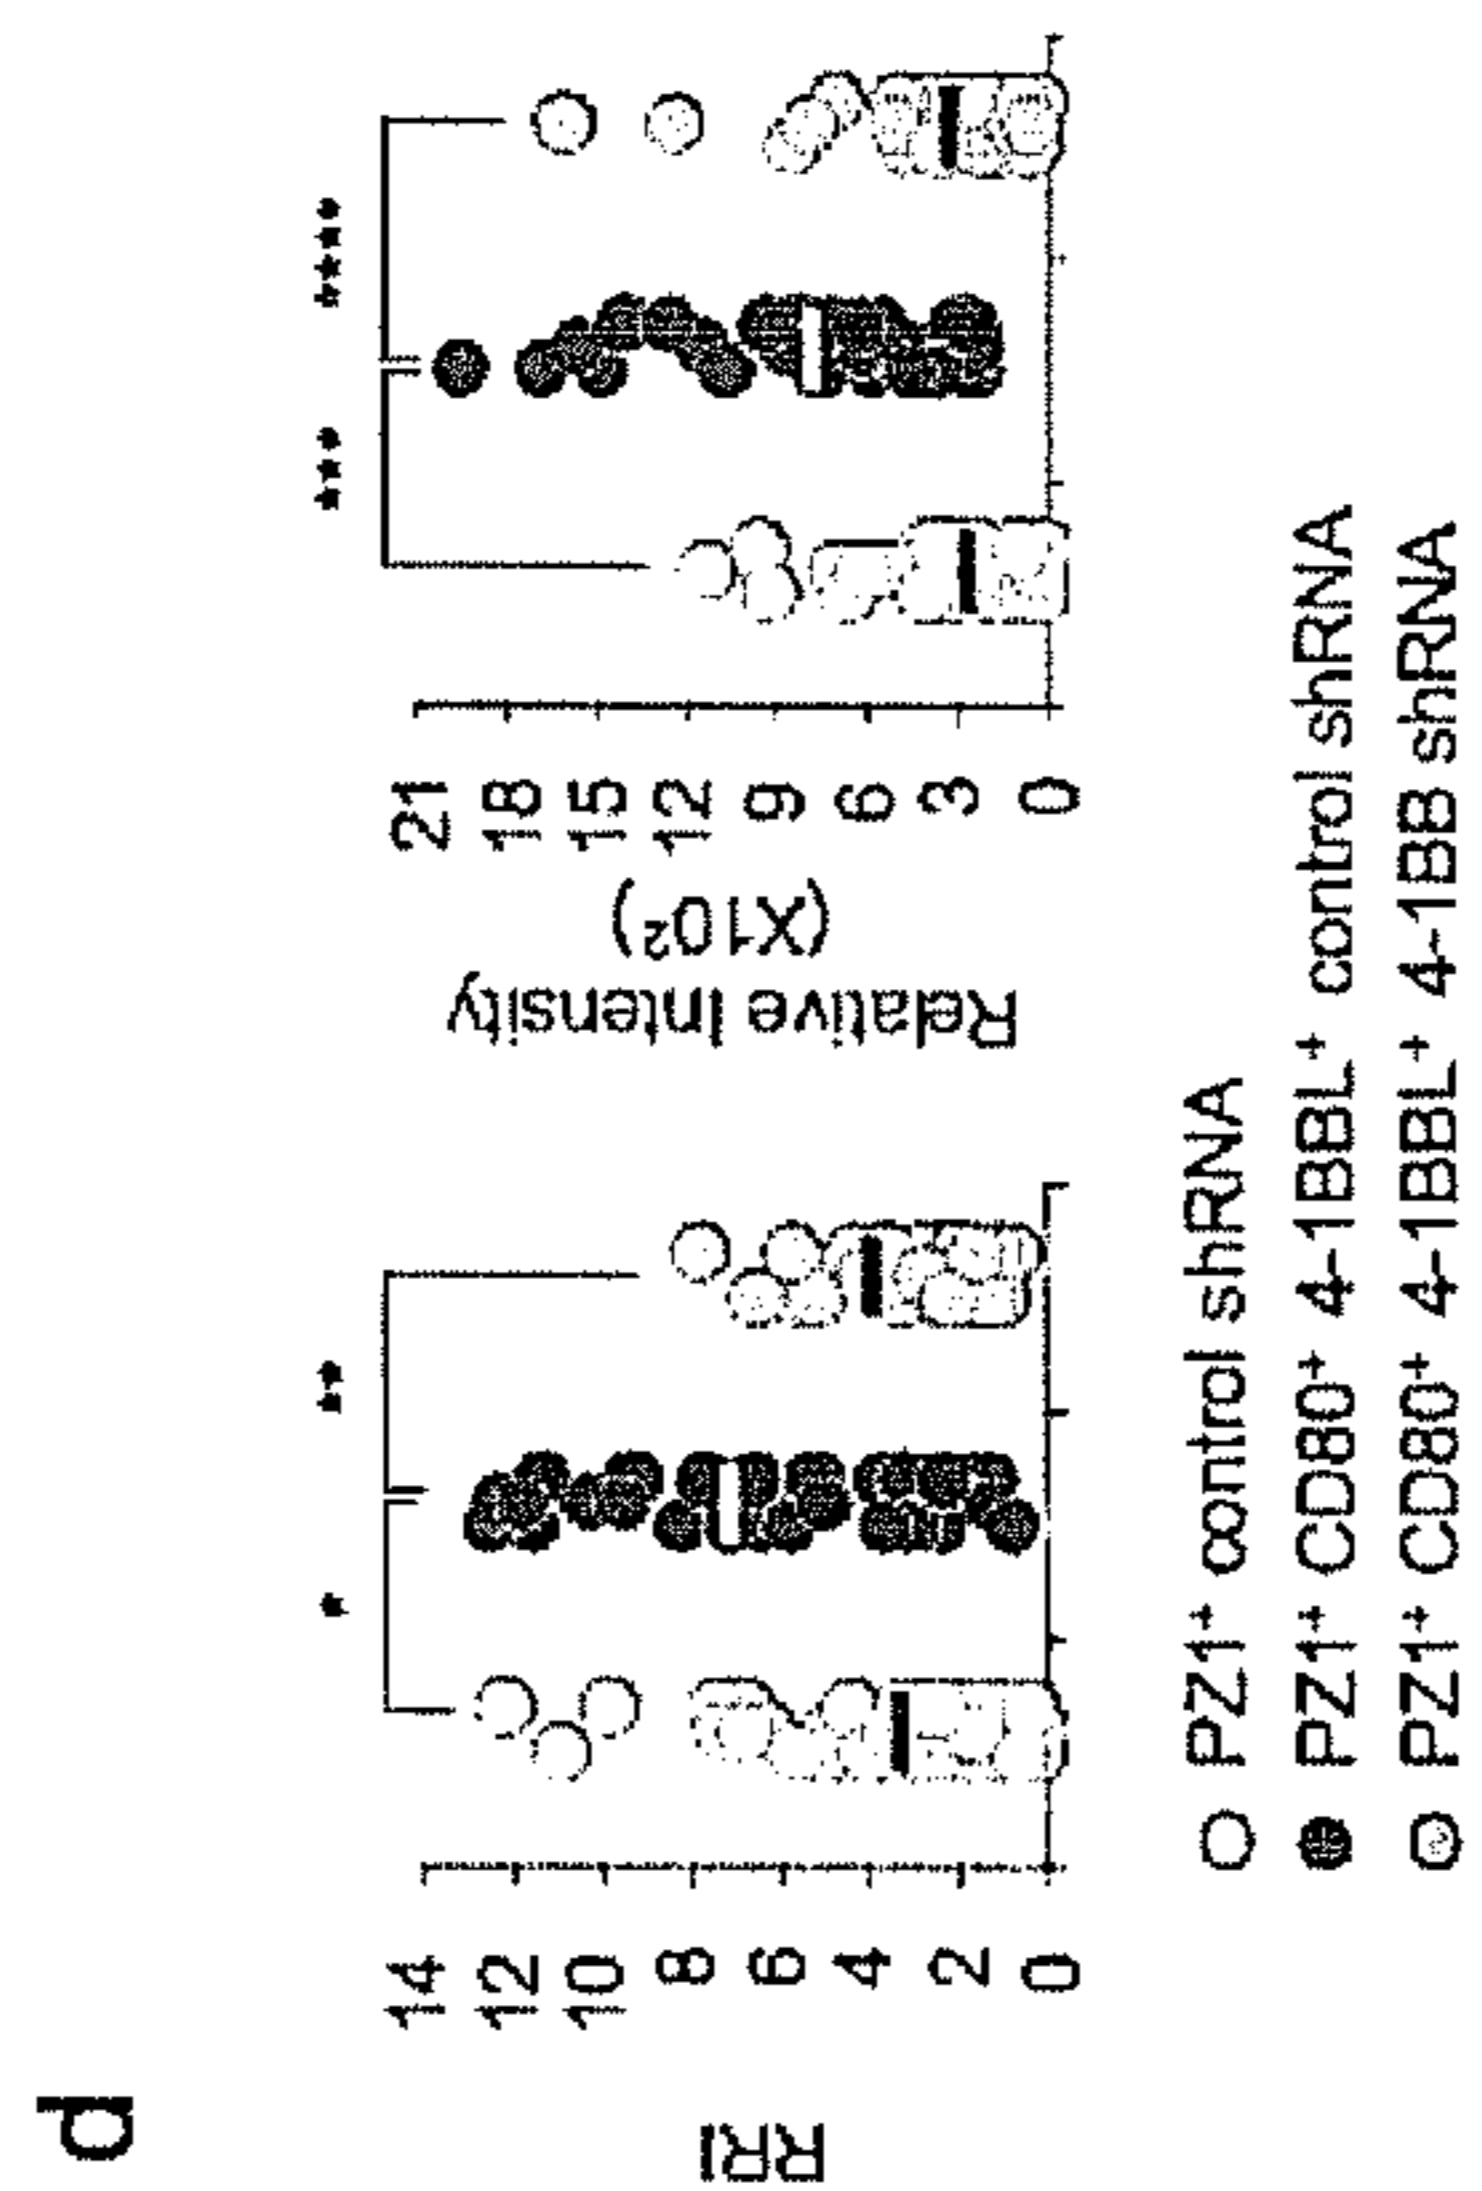 d
RRI
14
12
10
8
6
4
2
0
* **
Relative Intensity
(X10²)
21
18
15
12
9
6
3
0
*** ****
PZ1⁺ control shRNA
PZ1⁺ CD80⁺ 4-1BBL⁺ control shRNA
PZ1⁺ CD80⁺ 4-1BBL⁺ 4-1BB shRNA